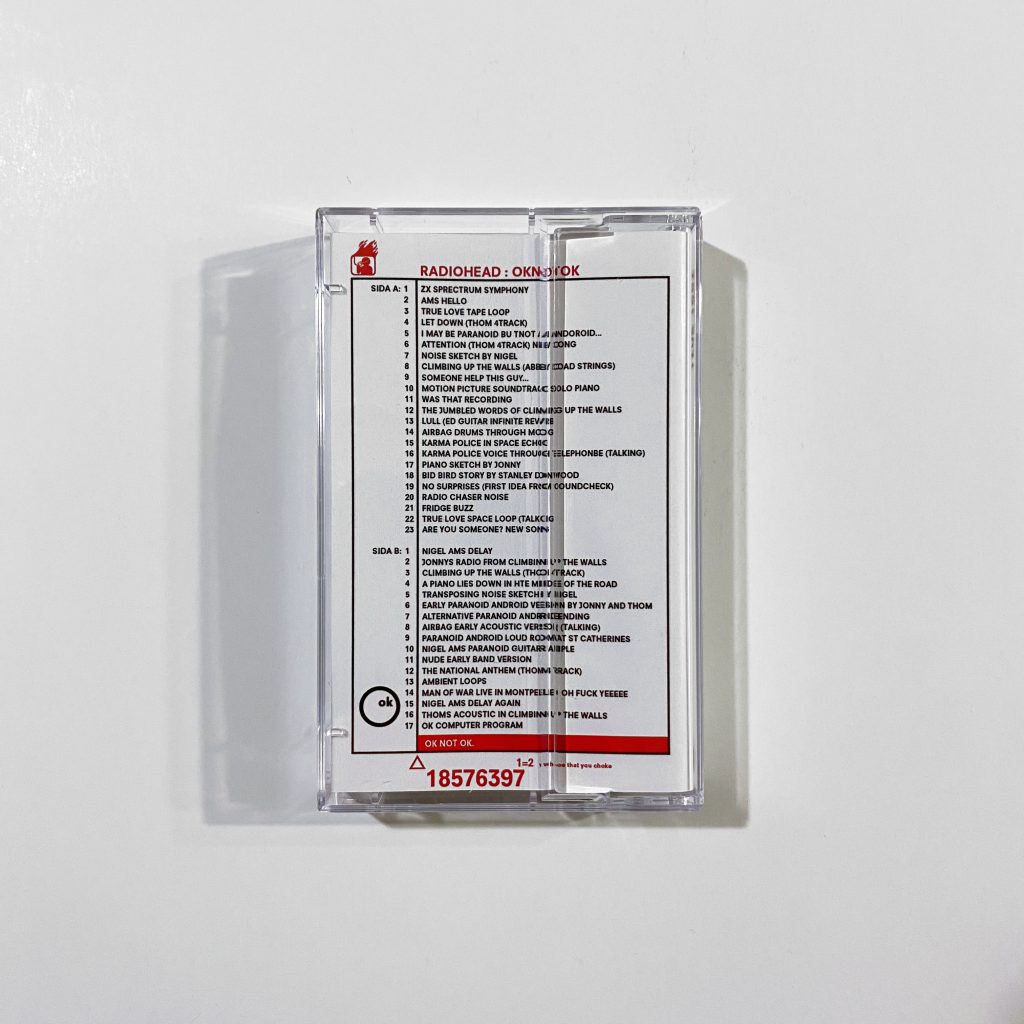 RADIOHEAD : OKNOTOK
SIDA A: 1 ZX SPRECTRUM SYMPHONY
2 AMS HELLO
3 TRUE LOVE TAPE LOOP
4 LET DOWN (THOM 4TRACK)
5 I MAY BE PARANOID BU TNOT
6 ATTENTION (THOM 4TRACK)
7 NOISE SKETCH BY NIGEL
8 CLIMBING UP THE WALLS (ABBEY ROAD STRINGS)
9 SOMEONE HELP THIS GUY...
10 MOTION PICTURE SOUNDTRACK SOLO PIANO
11 WAS THAT RECORDING
12 THE JUMBLED WORDS OF CLIMBING UP THE WALLS
13 LULL (ED GUITAR INFINITE
14 AIRBAG DRUMS THROUGH MOOG
15 KARMA POLICE IN SPACE ECHO
16 KARMA POLICE VOICE THROUGH TELEPHONBE (TALKING)
17 PIANO SKETCH BY JONNY
18 BID BIRD STORY BY STANLEY DONWOOD
19 NO SURPRISES (FIRST IDEA FROM SOUNDCHECK)
20 RADIO CHASER NOISE
21 FRIDGE BUZZ
22 TRUE LOVE SPACE LOOP
23 ARE YOU SOMEONE? NEW SONG
SIDA B: 1 NIGEL AMS DELAY
2 JONNYS RADIO FROM CLIMBING UP THE WALLS
3 CLIMBING UP THE WALLS (THOM 4TRACK)
4 A PIANO LIES DOWN IN HTE MIDDLE OF THE ROAD
5 TRANSPOSING NOISE SKETCH BY NIGEL
6 EARLY PARANOID ANDROID VERSION BY JONNY AND THOM
7 ALTERNATIVE PARANOID ANDROID ENDING
8 AIRBAG EARLY ACOUSTIC VERSION (TALKING)
9 PARANOID ANDROID LOUD ROOM AT ST CATHERINES
10 NIGEL AMS PARANOID GUITAR SAMPLE
11 NUDE EARLY BAND VERSION
12 THE NATIONAL ANTHEM (THOM 4TRACK)
13 AMBIENT LOOPS
14 MAN OF WAR LIVE IN MONTPELLIER OH FUCK YEEEEE
ok 15 NIGEL AMS DELAY AGAIN
16 THOMS ACOUSTIC IN CLIMBING UP THE WALLS
17 OK COMPUTER PROGRAM
OK NOT OK.
1=2 that you choke
18576397